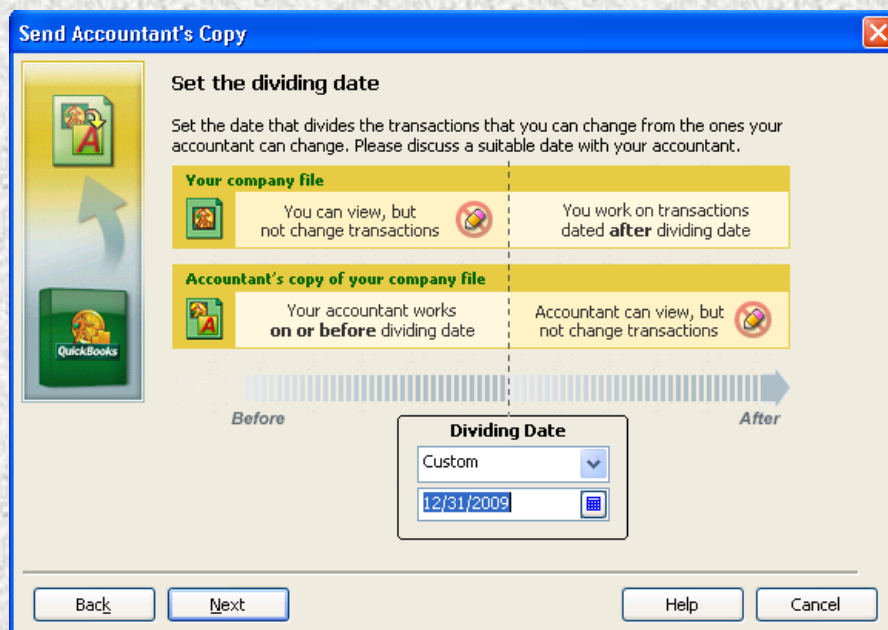 Send Accountant's Copy
Set the dividing date
Set the date that divides the transactions that you can change from the ones your
accountant can change. Please discuss a suitable date with your accountant.
Your company file
You can view, but
not change transactions
You work on transactions
dated after dividing date
Accountant's copy of your company file
Your accountant works
on or before dividing date
Accountant can view, but
not change transactions
QuickBooks
Before
After
Dividing Date
Custom
12/31/2009
Back
Next
Help
Cancel